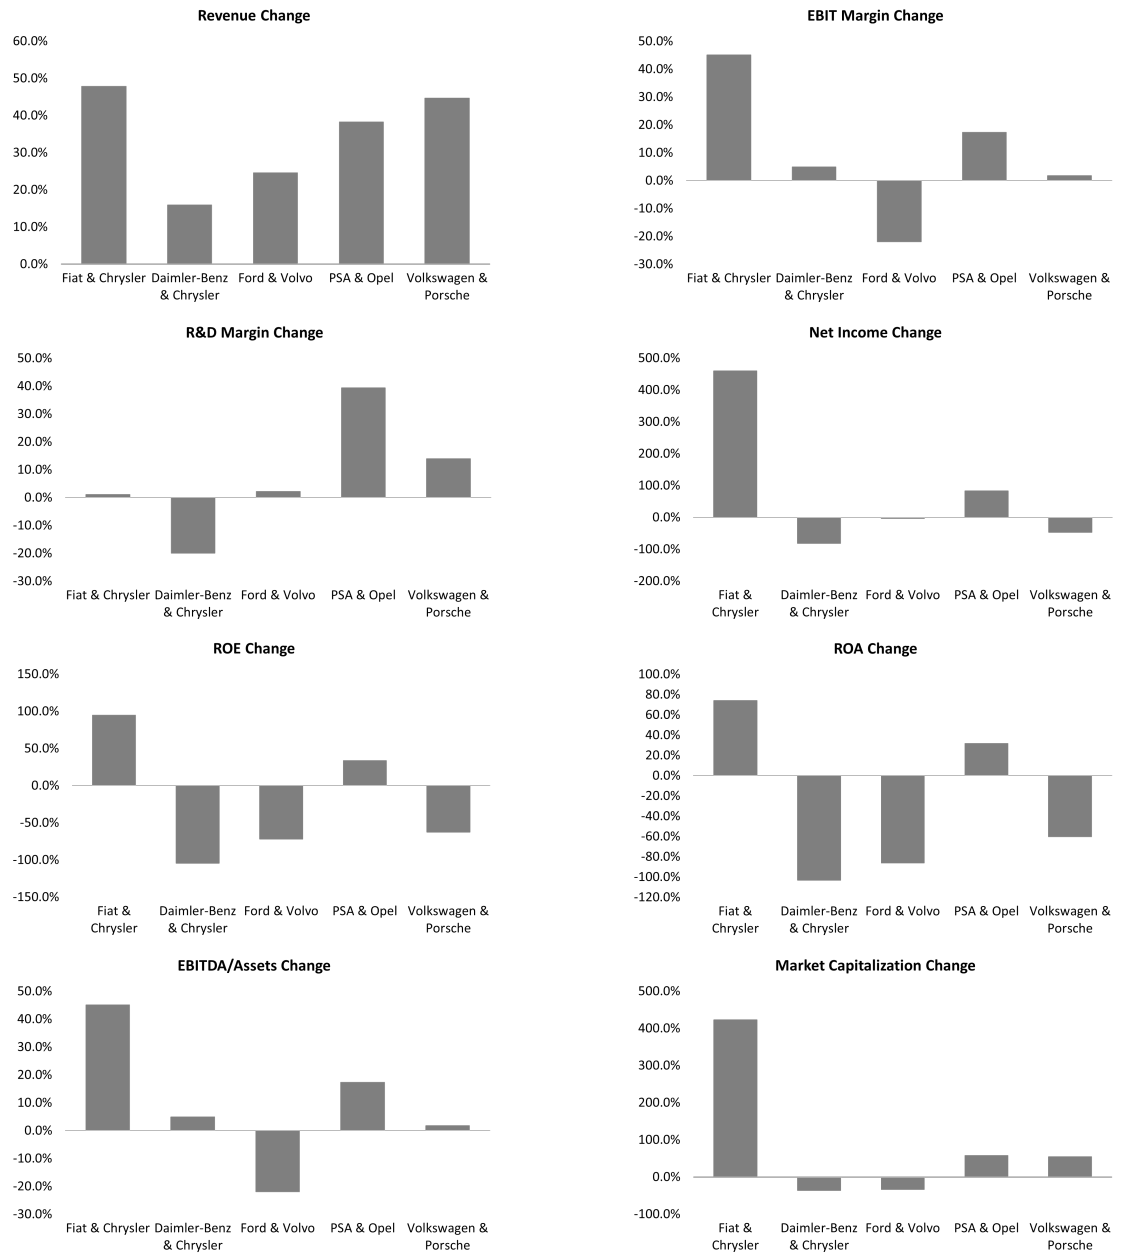 Revenue Change
60.0%
50.0%
40.0%
30.0%
20.0%
10.0%
0.0%
Fiat & Chrysler Daimler-Benz Ford & Volvo PSA & Opel Volkswagen &
& Chrysler Porsche
EBIT Margin Change
50.0%
40.0%
30.0%
20.0%
10.0%
0.0%
-10.0%
-20.0%
-30.0%
Fiat & Chrysler Daimler-Benz Ford & Volvo PSA & Opel Volkswagen &
& Chrysler Porsche
R&D Margin Change
50.0%
40.0%
30.0%
20.0%
10.0%
0.0%
-10.0%
-20.0%
-30.0%
Fiat & Chrysler Daimler-Benz Ford & Volvo PSA & Opel Volkswagen &
& Chrysler Porsche
Net Income Change
500.0%
400.0%
300.0%
200.0%
100.0%
0.0%
-100.0%
-200.0%
Fiat & Daimler-Benz Ford & Volvo PSA & Opel Volkswagen &
Chrysler & Chrysler Porsche
ROE Change
150.0%
100.0%
50.0%
0.0%
-50.0%
-100.0%
-150.0%
Fiat & Daimler-Benz Ford & Volvo PSA & Opel Volkswagen &
Chrysler & Chrysler Porsche
ROA Change
100.0%
80.0%
60.0%
40.0%
20.0%
0.0%
-20.0%
-40.0%
-60.0%
-80.0%
-100.0%
-120.0%
Fiat & Daimler-Benz Ford & Volvo PSA & Opel Volkswagen &
Chrysler & Chrysler Porsche
EBITDA/Assets Change
50.0%
40.0%
30.0%
20.0%
10.0%
0.0%
-10.0%
-20.0%
-30.0%
Fiat & Chrysler Daimler-Benz Ford & Volvo PSA & Opel Volkswagen &
& Chrysler Porsche
Market Capitalization Change
500.0%
400.0%
300.0%
200.0%
100.0%
0.0%
-100.0%
Fiat & Daimler-Benz Ford & Volvo PSA & Opel Volkswagen &
Chrysler & Chrysler Porsche